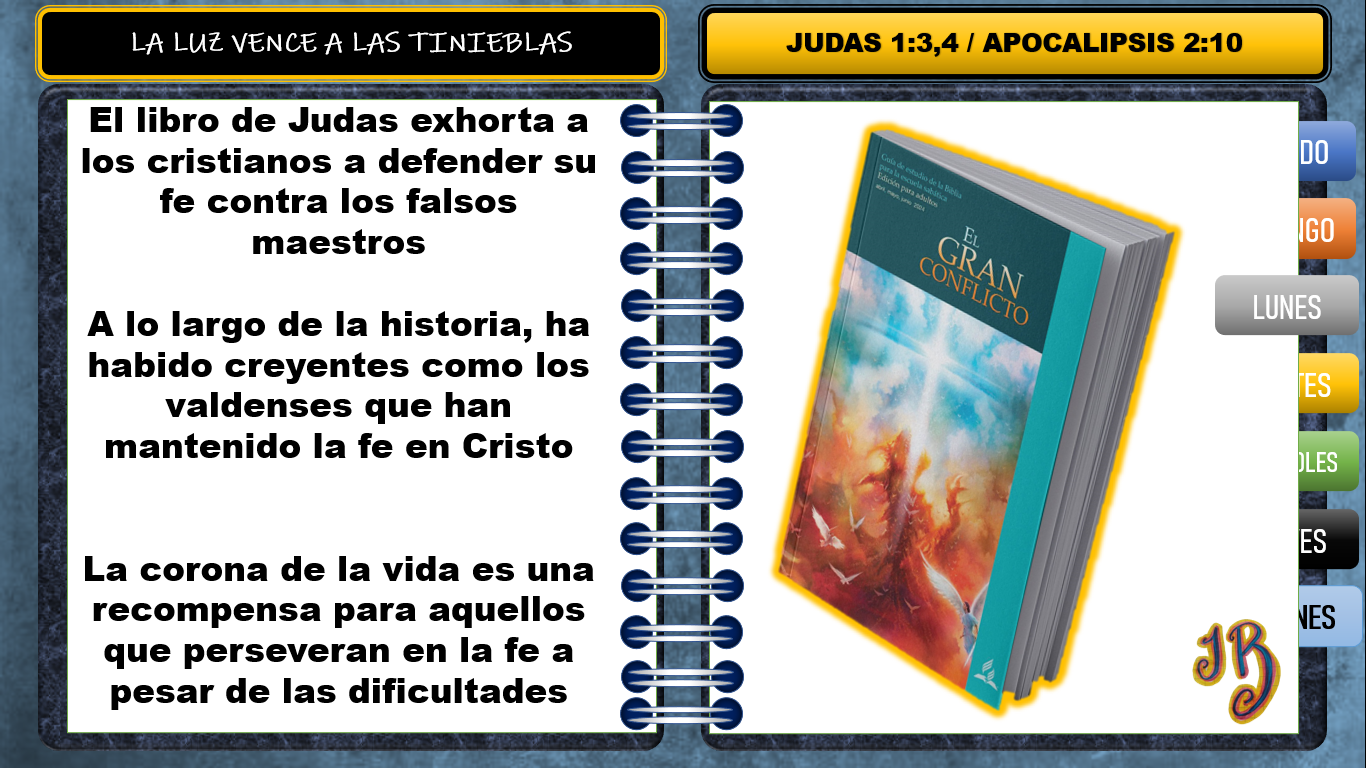 LA LUZ VENCE A LAS TINIEBLAS
JUDAS 1:3,4 / APOCALIPSIS 2:10
El libro de Judas exhorta a
los cristianos a defender su
fe contra los falsos
maestros
A lo largo de la historia, ha
habido creyentes como los
valdenses que han
mantenido la fe en Cristo
La corona de la vida es una
recompensa para aquellos
que perseveran en la fe a
pesar de las dificultades
Guía de estudio de la Biblia
para la escuela sabática
Edición para adultos
abril, mayo, junio 2024
EL
GRAN
CONFLICTO
DO
NGO
LUNES
TES
OLES
ES
NES
JB